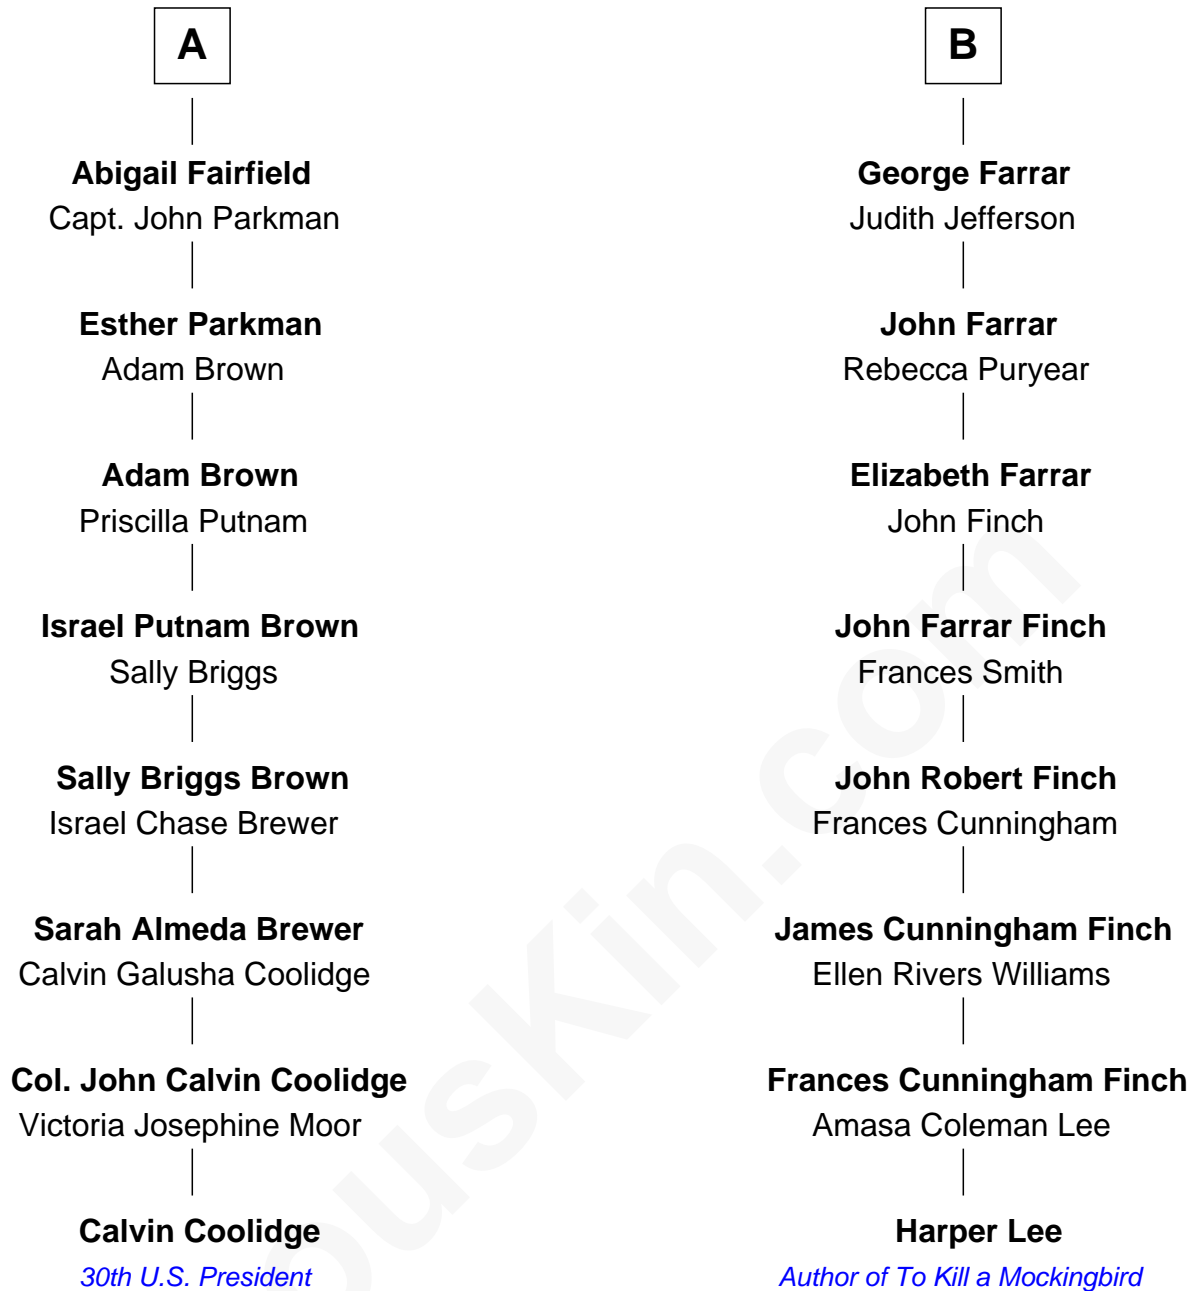 A
Abigail Fairfield
Capt. John Parkman
Esther Parkman
Adam Brown
Adam Brown
Priscilla Putnam
Israel Putnam Brown
Sally Briggs
Sally Briggs Brown
Israel Chase Brewer
Sarah Almeda Brewer
Calvin Galusha Coolidge
Col. John Calvin Coolidge
Victoria Josephine Moor
Calvin Coolidge
30th U.S. President
B
George Farrar
Judith Jefferson
John Farrar
Rebecca Puryear
Elizabeth Farrar
John Finch
John Farrar Finch
Frances Smith
John Robert Finch
Frances Cunningham
James Cunningham Finch
Ellen Rivers Williams
Frances Cunningham Finch
Amasa Coleman Lee
Harper Lee
Author of To Kill a Mockingbird
ousKin.com